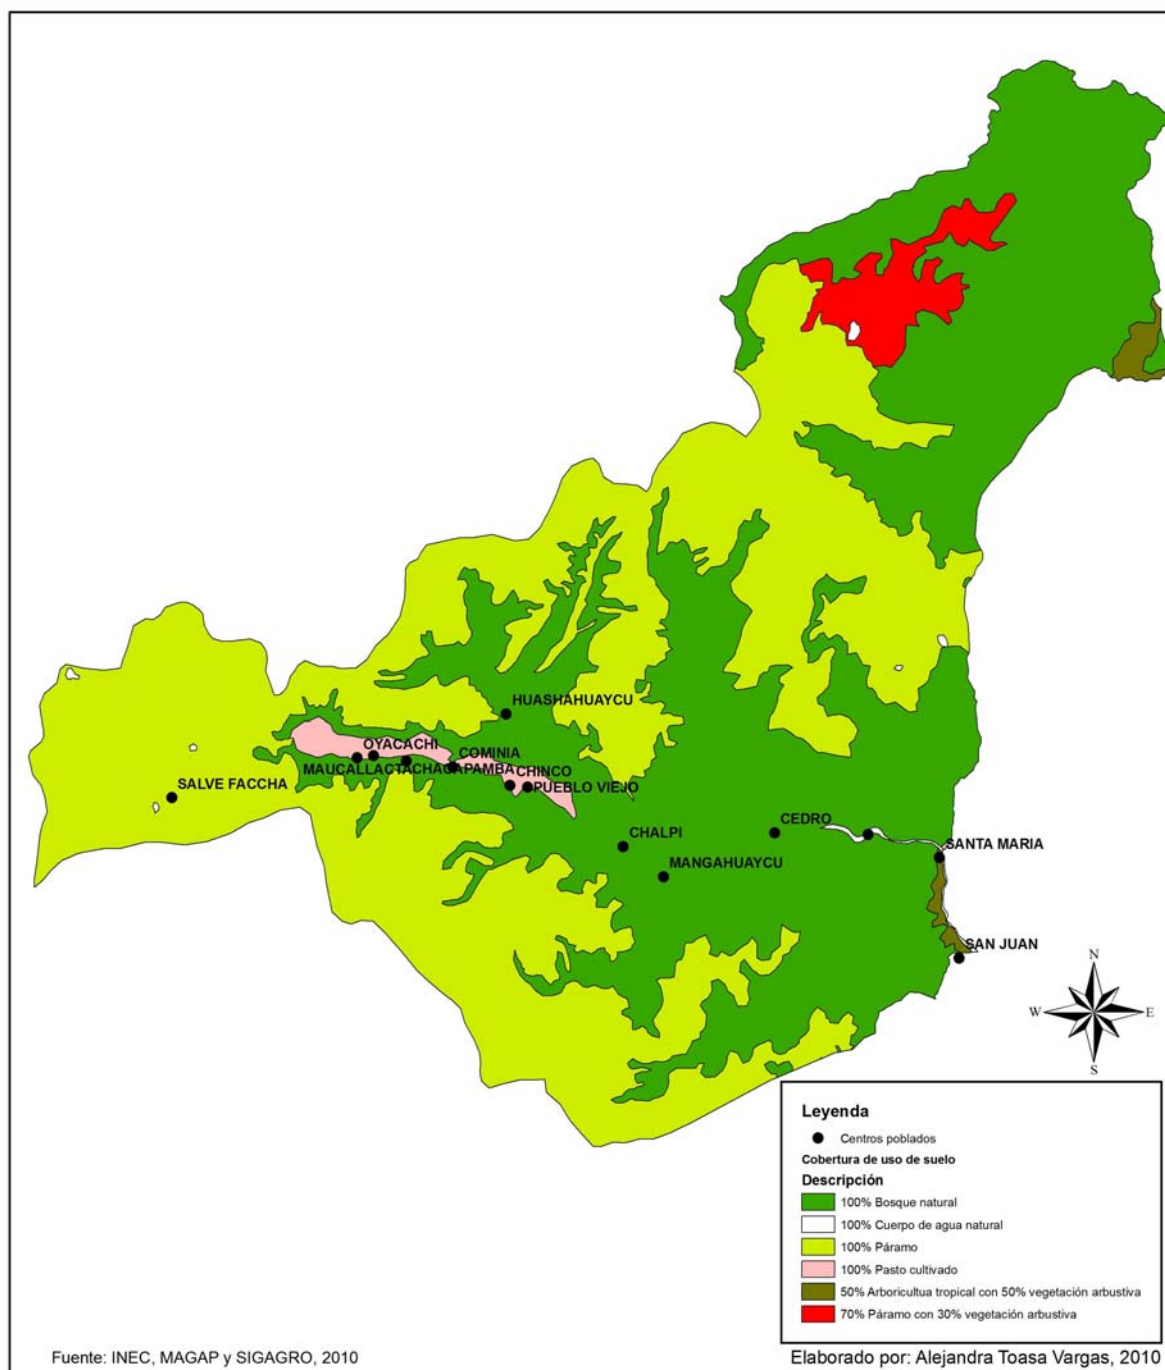 HUASHAHUAYCU
OYACACHI
COMINIA
MAUCALLACTACHACAPAMBA
CHINCO
SALVE FACCHA
PUEBLO VIEJO
CEDRO
CHALPI
SANTA MARIA
MANGAHUAYCU
SAN JUAN
N
W
E
S
Leyenda
Centros poblados
Cobertura de uso de suelo
Descripción
100% Bosque natural
100% Cuerpo de agua natural
100% Páramo
100% Pasto cultivado
50% Arboricultua tropical con 50% vegetación arbustiva
70% Páramo con 30% vegetación arbustiva
Fuente: INEC, MAGAP y SIGAGRO, 2010
Elaborado por: Alejandra Toasa Vargas, 2010